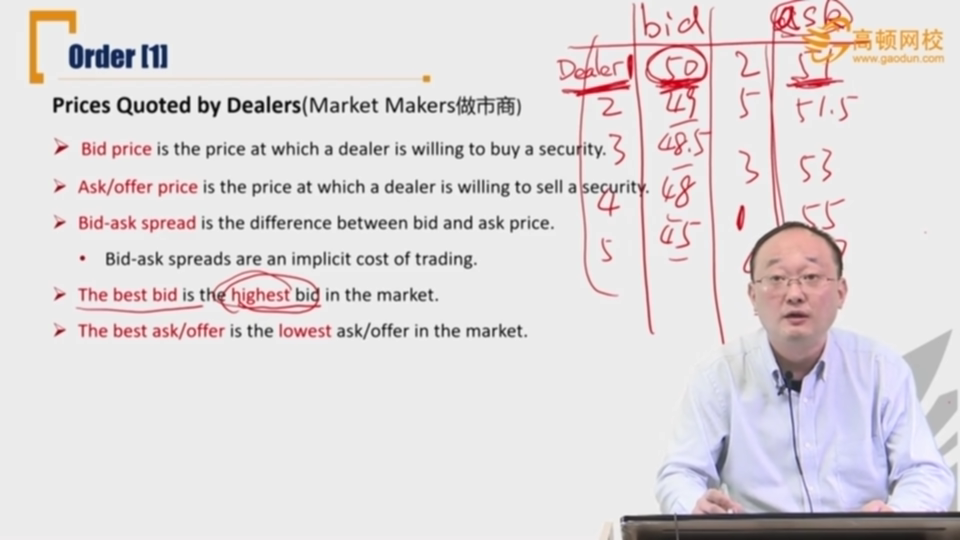 Order [1]
高顿网校
www.gaodun.com
Prices Quoted by Dealers(Market Makers做市商)
Bid price is the price at which a dealer is willing to buy a security.
Ask/offer price is the price at which a dealer is willing to sell a security.
Bid-ask spread is the difference between bid and ask price.
Bid-ask spreads are an implicit cost of trading.
The best bid is the highest bid in the market.
The best ask/offer is the lowest ask/offer in the market.
bid ask
Dealer 1 50 2 51
2 49 5 51.5
3 48.5 3 53
4 48 1 55
5 45